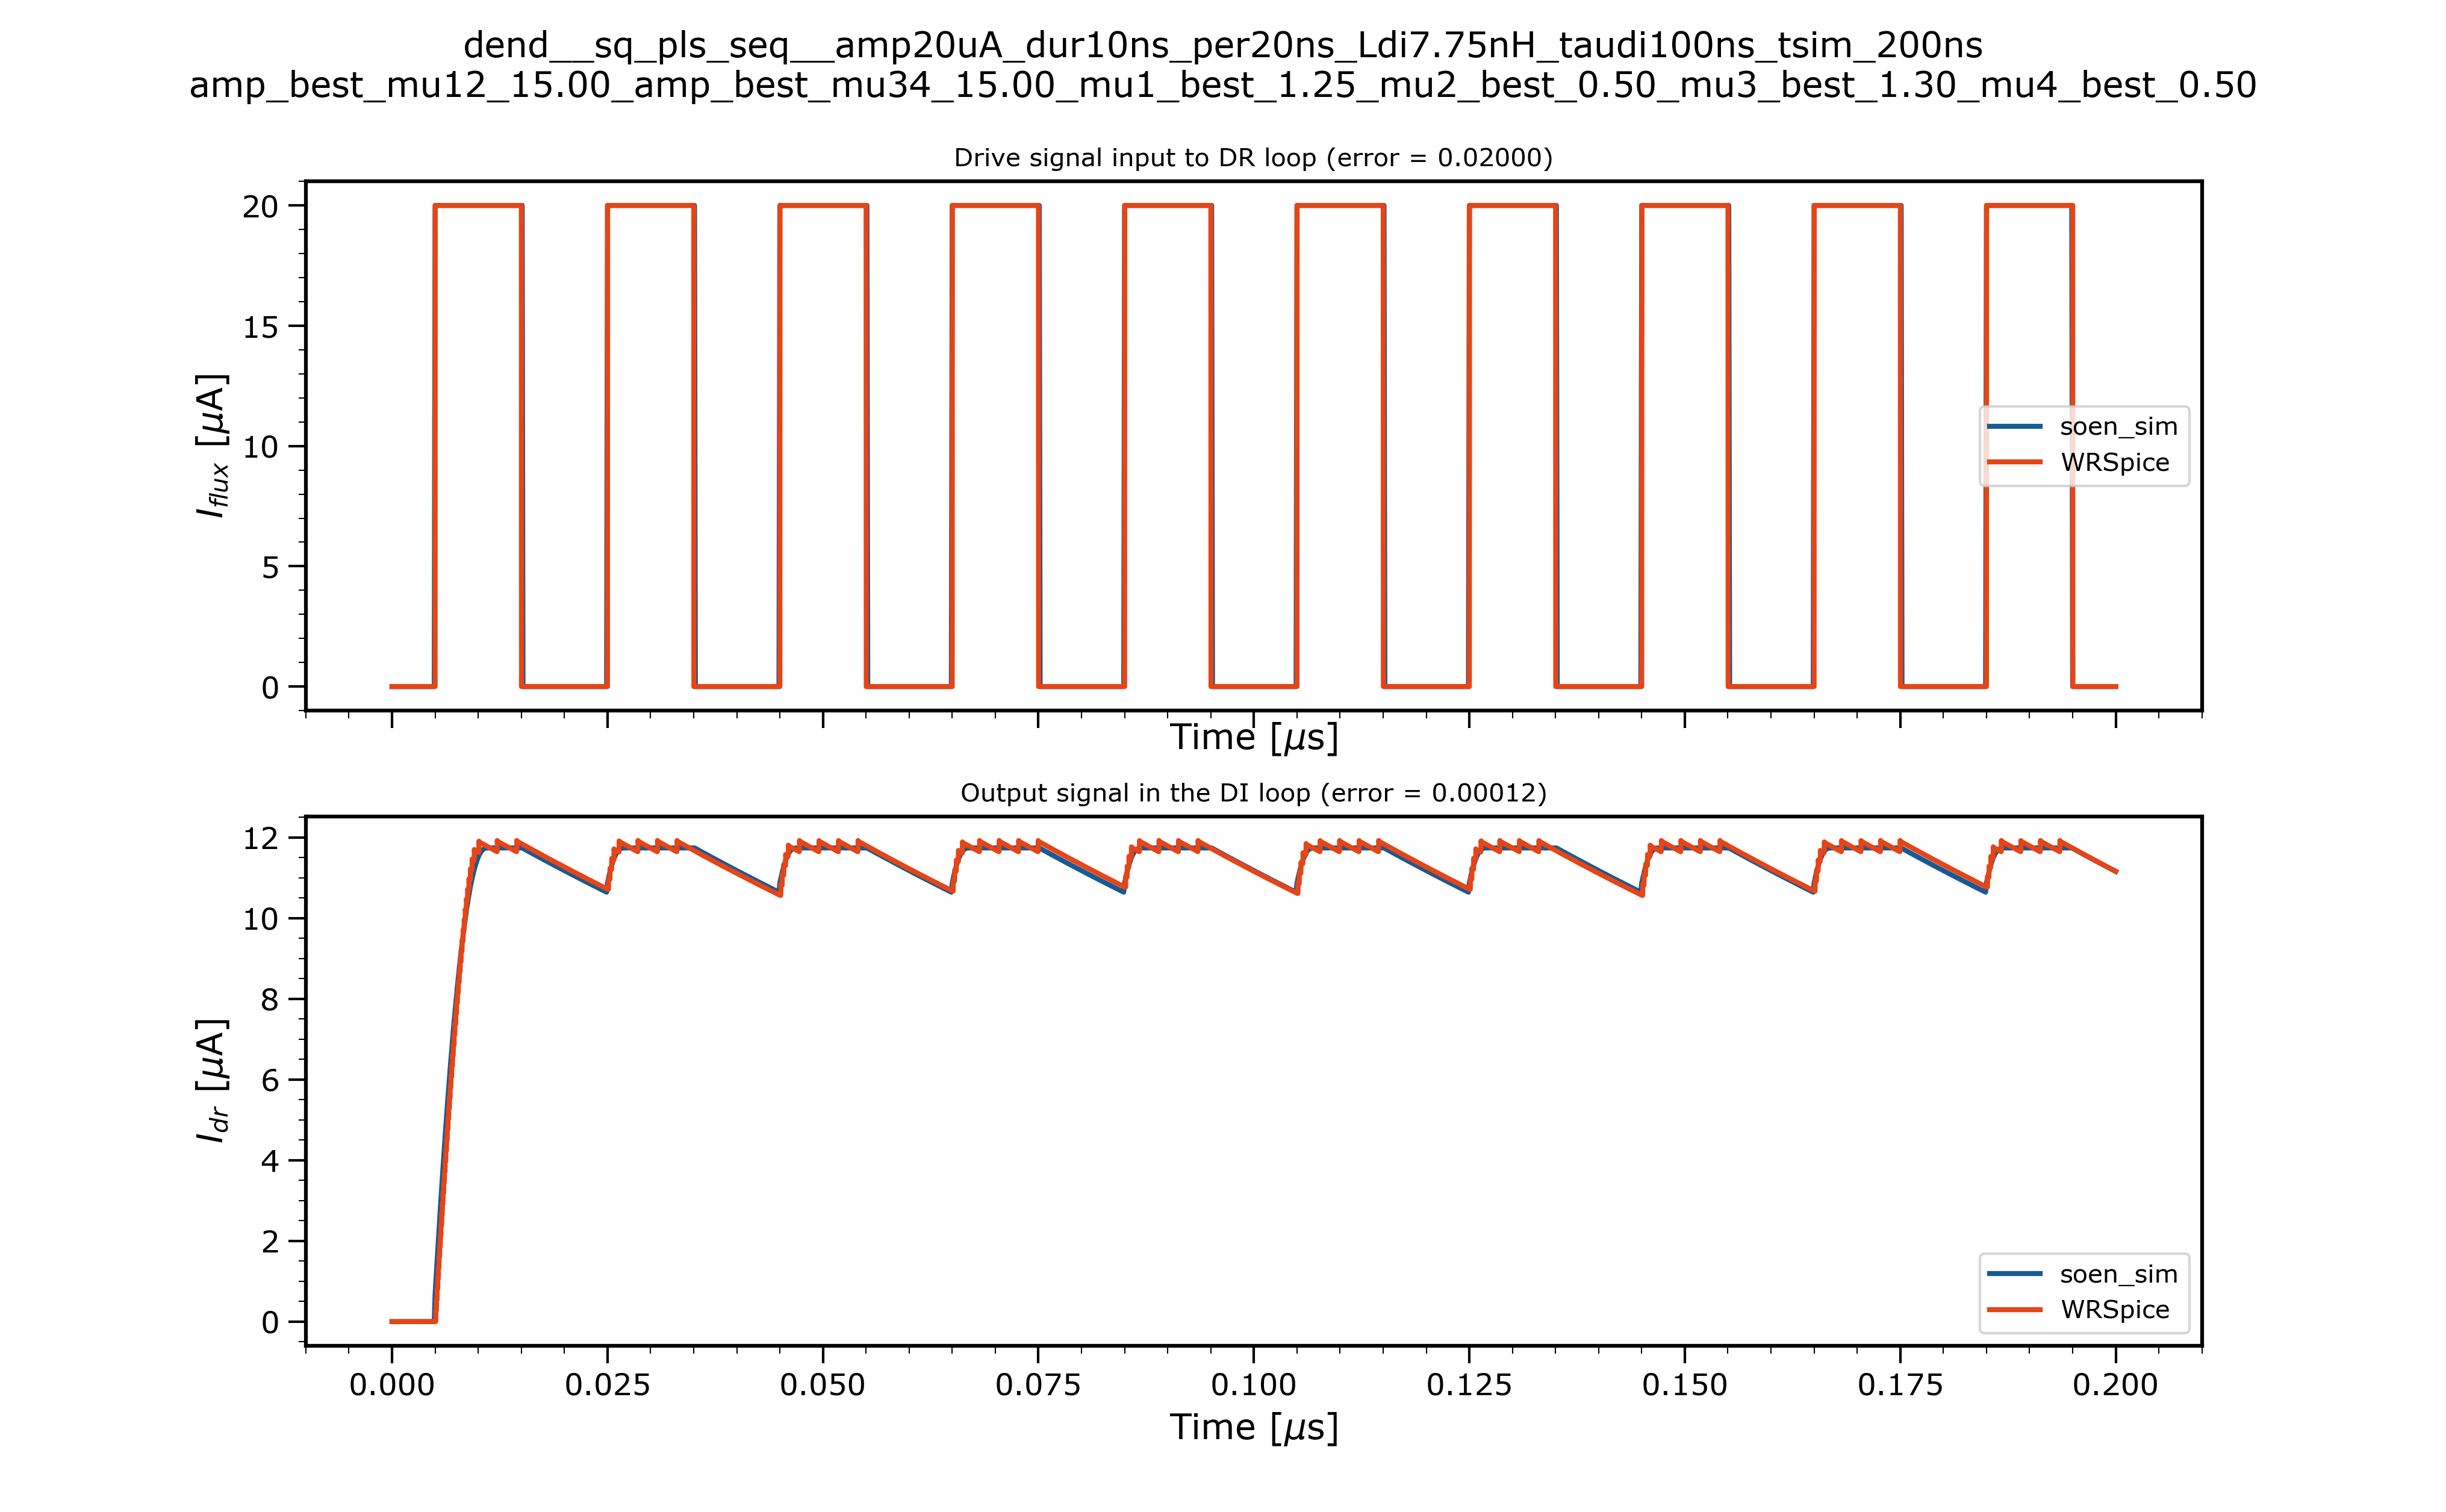 dend__sq_pls_seq__amp20uA_dur10ns_per20ns_Ldi7.75nH_taudi100ns_tsim_200ns
amp_best_mu12_15.00_amp_best_mu34_15.00_mu1_best_1.25_mu2_best_0.50_mu3_best_1.30_mu4_best_0.50
Drive signal input to DR loop (error = 0.02000)
20
15
10
5
0
I_flux [μA]
soen_sim
WRSpice
Time [μs]
Output signal in the DI loop (error = 0.00012)
12
10
8
6
4
2
0
I_dr [μA]
soen_sim
WRSpice
0.000 0.025 0.050 0.075 0.100 0.125 0.150 0.175 0.200
Time [μs]